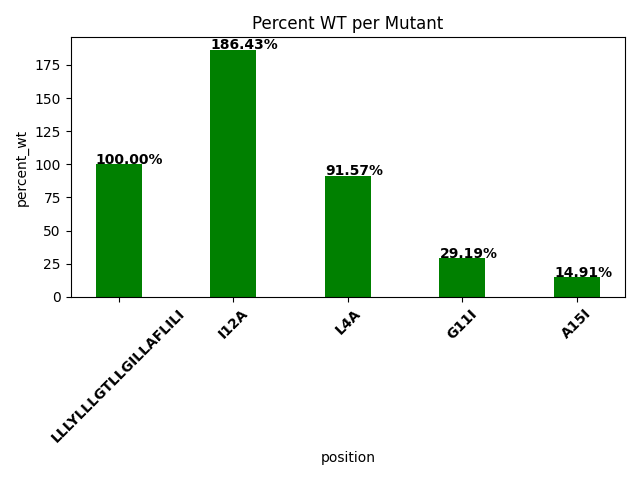 Percent WT per Mutant
percent_wt
175
150
125
100
75
50
25
0
100.00%
186.43%
91.57%
29.19%
14.91%
LLLYLLLGTLLGILLAFLILI
I12A
L4A
G11I
A15I
position